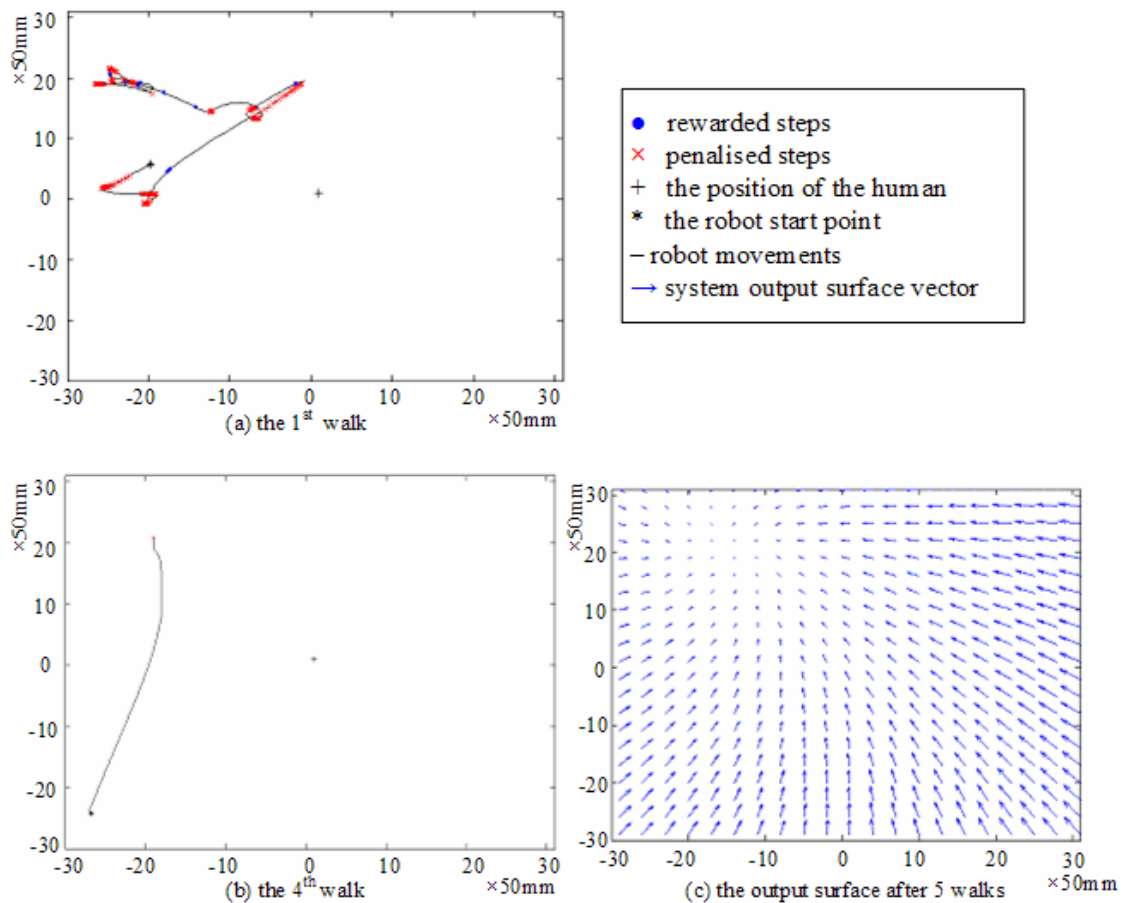 ×50mm
30
20
10
0
-10
-20
-30
-30 -20 -10 0 10 20 30
(a) the 1st walk ×50mm
rewarded steps
× penalised steps
+ the position of the human
* the robot start point
– robot movements
→ system output surface vector
×50mm
30
20
10
0
-10
-20
-30
-30 -20 -10 0 10 20 30
(b) the 4th walk ×50mm
×50mm
30
20
10
0
-10
-20
-30
-30 -20 -10 0 10 20 30
(c) the output surface after 5 walks ×50mm